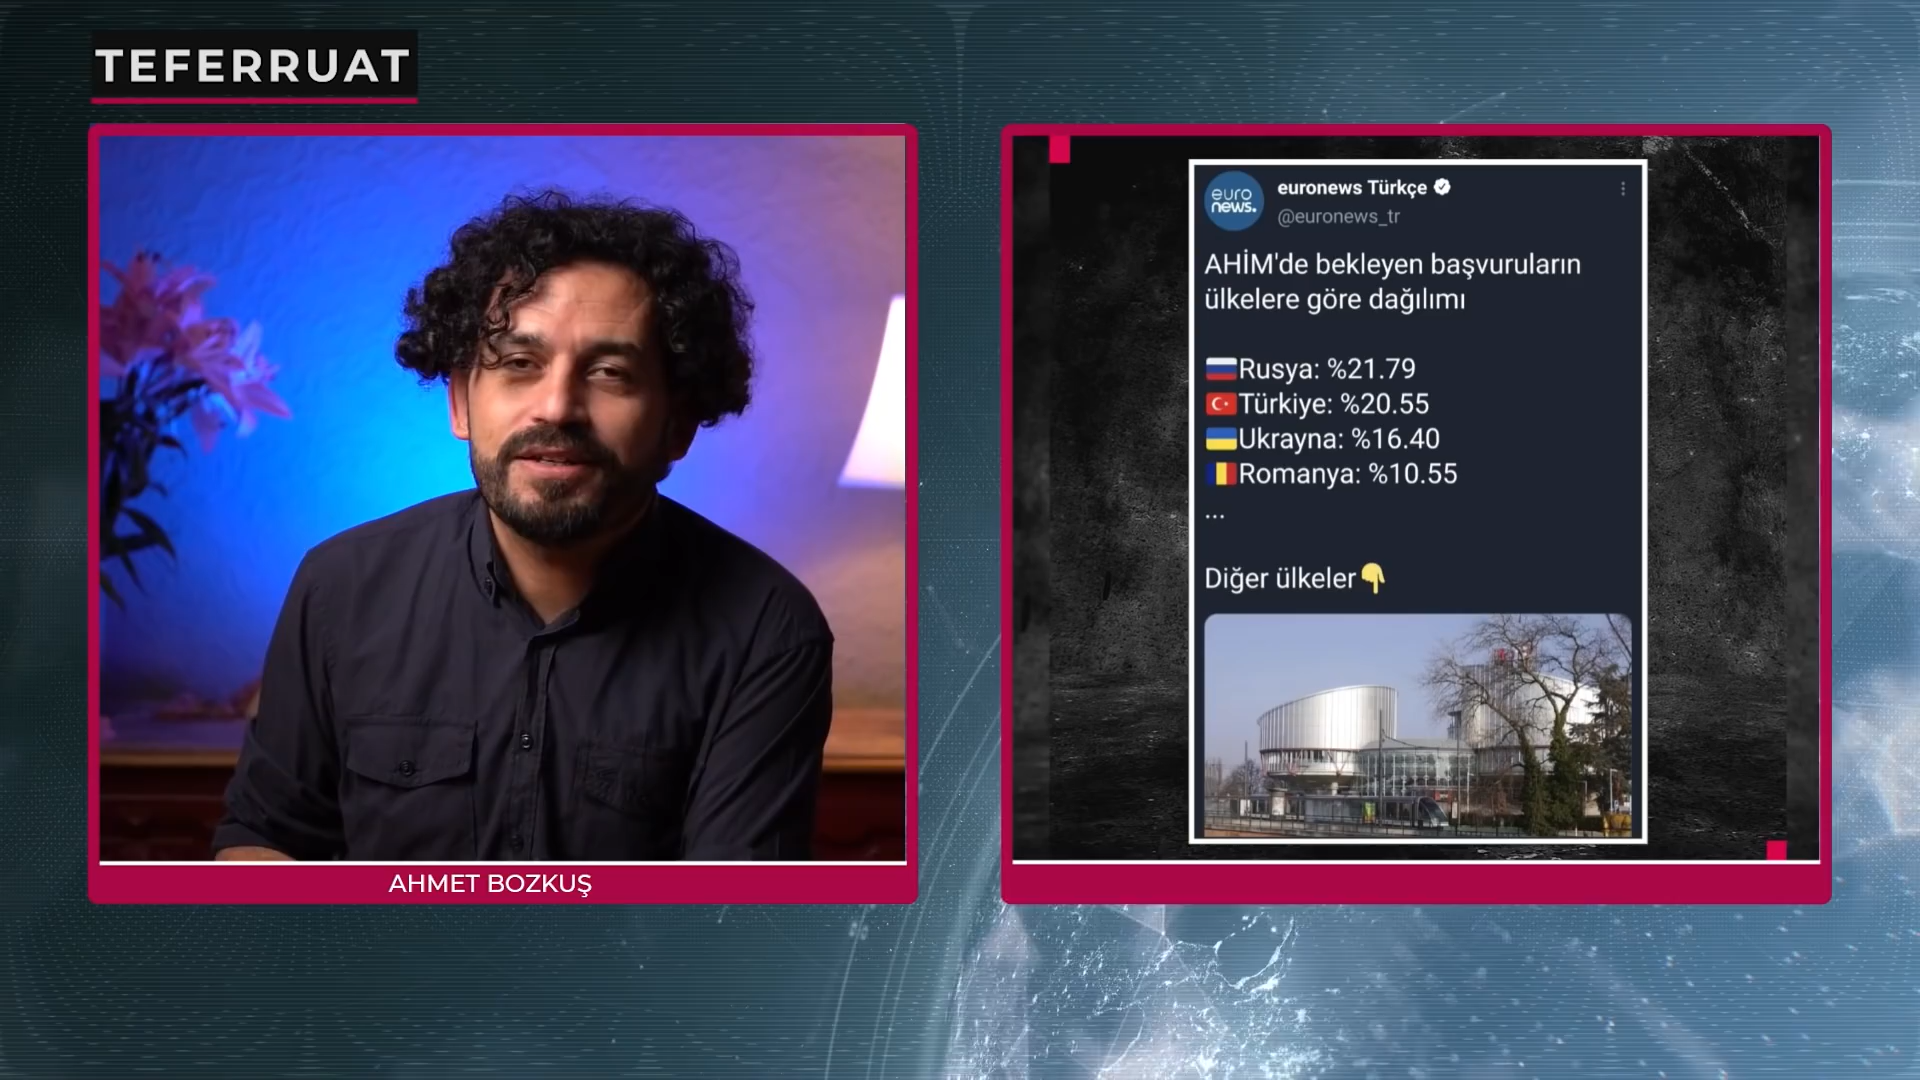 TEFERRUAT
AHMET BOZKUŞ
euro
news.
euronews Türkçe
@euronews_tr
AHİM'de bekleyen başvuruların
ülkelere göre dağılımı
Rusya: %21.79
Türkiye: %20.55
Ukrayna: %16.40
Romanya: %10.55
...
Diğer ülkeler